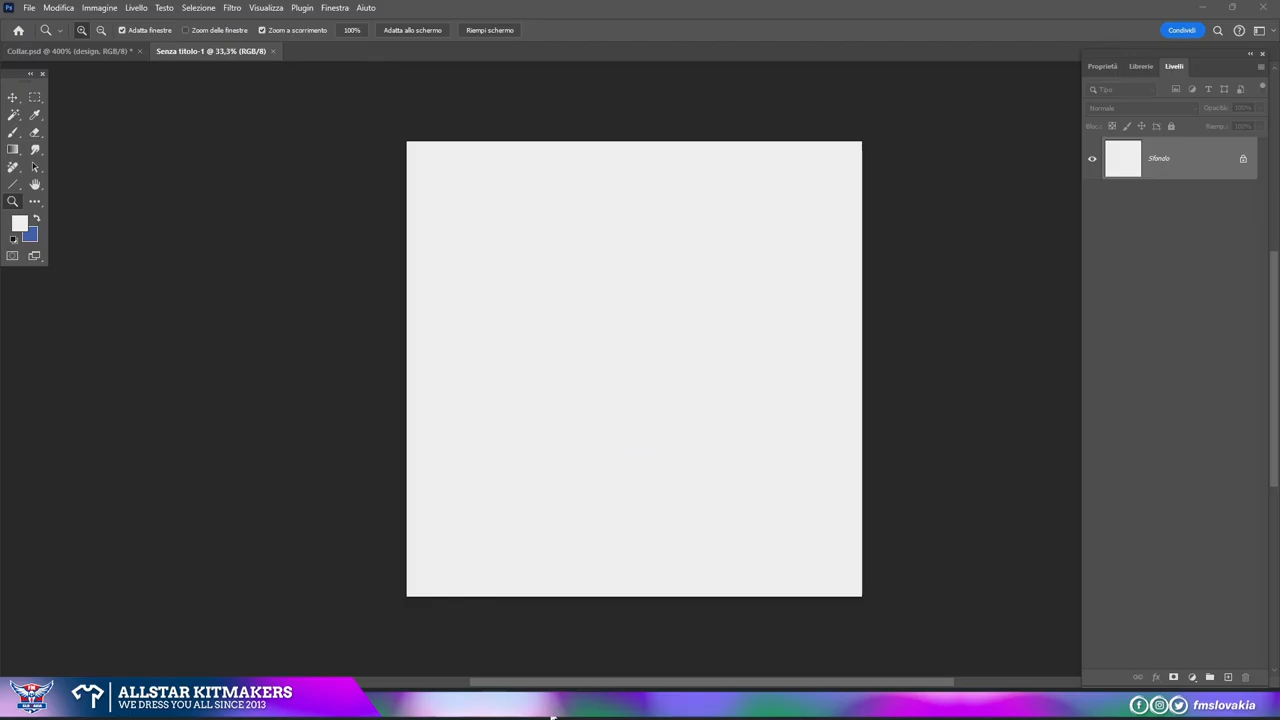 Ps File Modifica Immagine Livello Testo Selezione Filtro Visualizza Plugin Finestra Aiuto
Adatta finestre Zoom delle finestre Zoom a scorrimento 100% Adatta allo schermo Riempi schermo Condividi
Collar.psd @ 400% (design, RGB/8) * × Senza titolo-1 @ 33,3% (RGB/8) ×
Proprietà Librerie Livelli
Tipo
Normale Opacità: 100%
Bloc.: Riemp.: 100%
Sfondo
fx
ALLSTAR KITMAKERS
WE DRESS YOU ALL SINCE 2013
fmslovakia